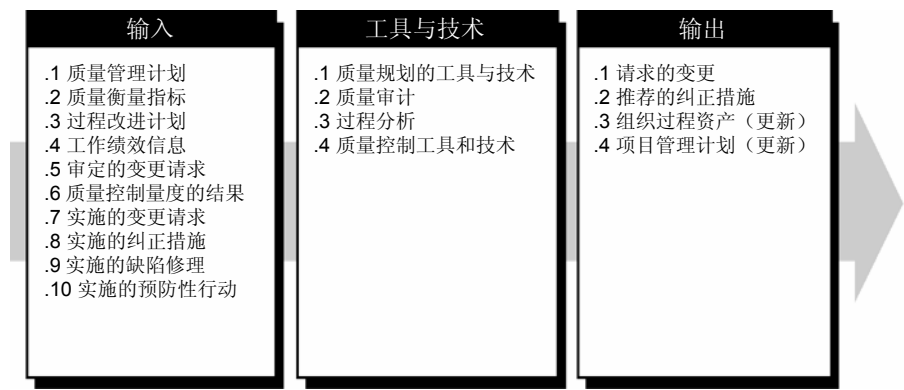 输入
.1 质量管理计划
.2 质量衡量指标
.3 过程改进计划
.4 工作绩效信息
.5 审定的变更请求
.6 质量控制量度的结果
.7 实施的变更请求
.8 实施的纠正措施
.9 实施的缺陷修理
.10 实施的预防性行动
工具与技术
.1 质量规划的工具与技术
.2 质量审计
.3 过程分析
.4 质量控制工具和技术
输出
.1 请求的变更
.2 推荐的纠正措施
.3 组织过程资产（更新）
.4 项目管理计划（更新）